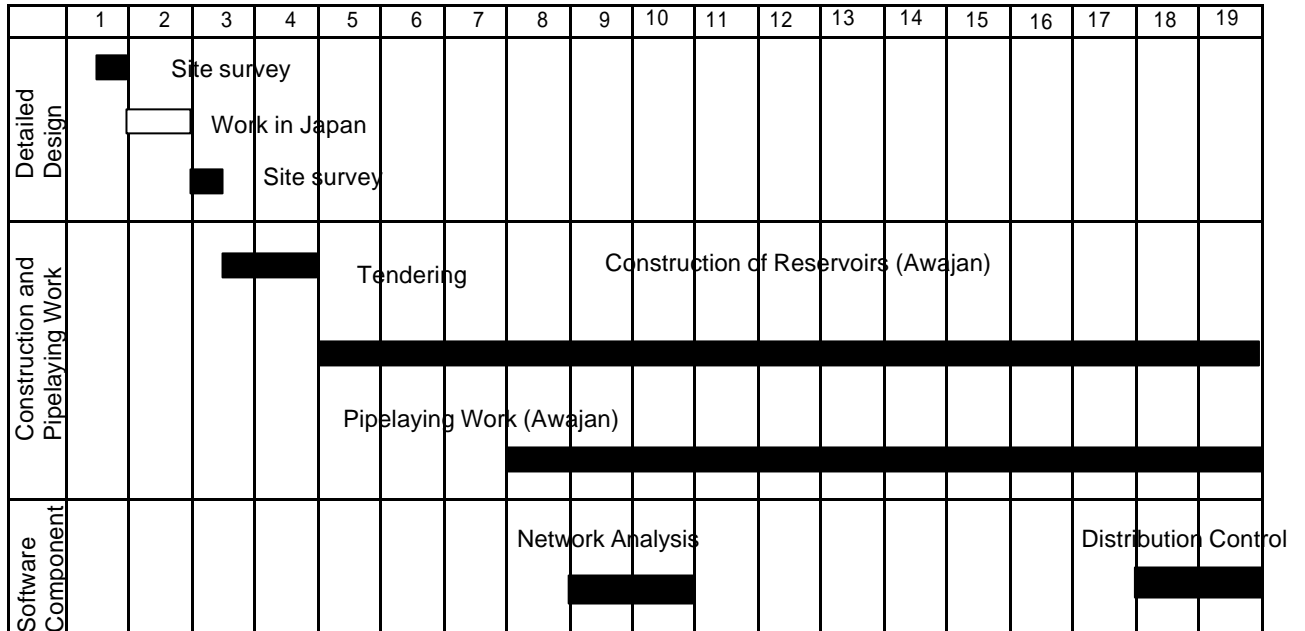 1 2 3 4 5 6 7 8 9 10 11 12 13 14 15 16 17 18 19
Detailed
Design
Site survey
Work in Japan
Site survey
Construction and
Pipelaying Work
Tendering
Construction of Reservoirs (Awajan)
Pipelaying Work (Awajan)
Software
Component
Network Analysis
Distribution Control